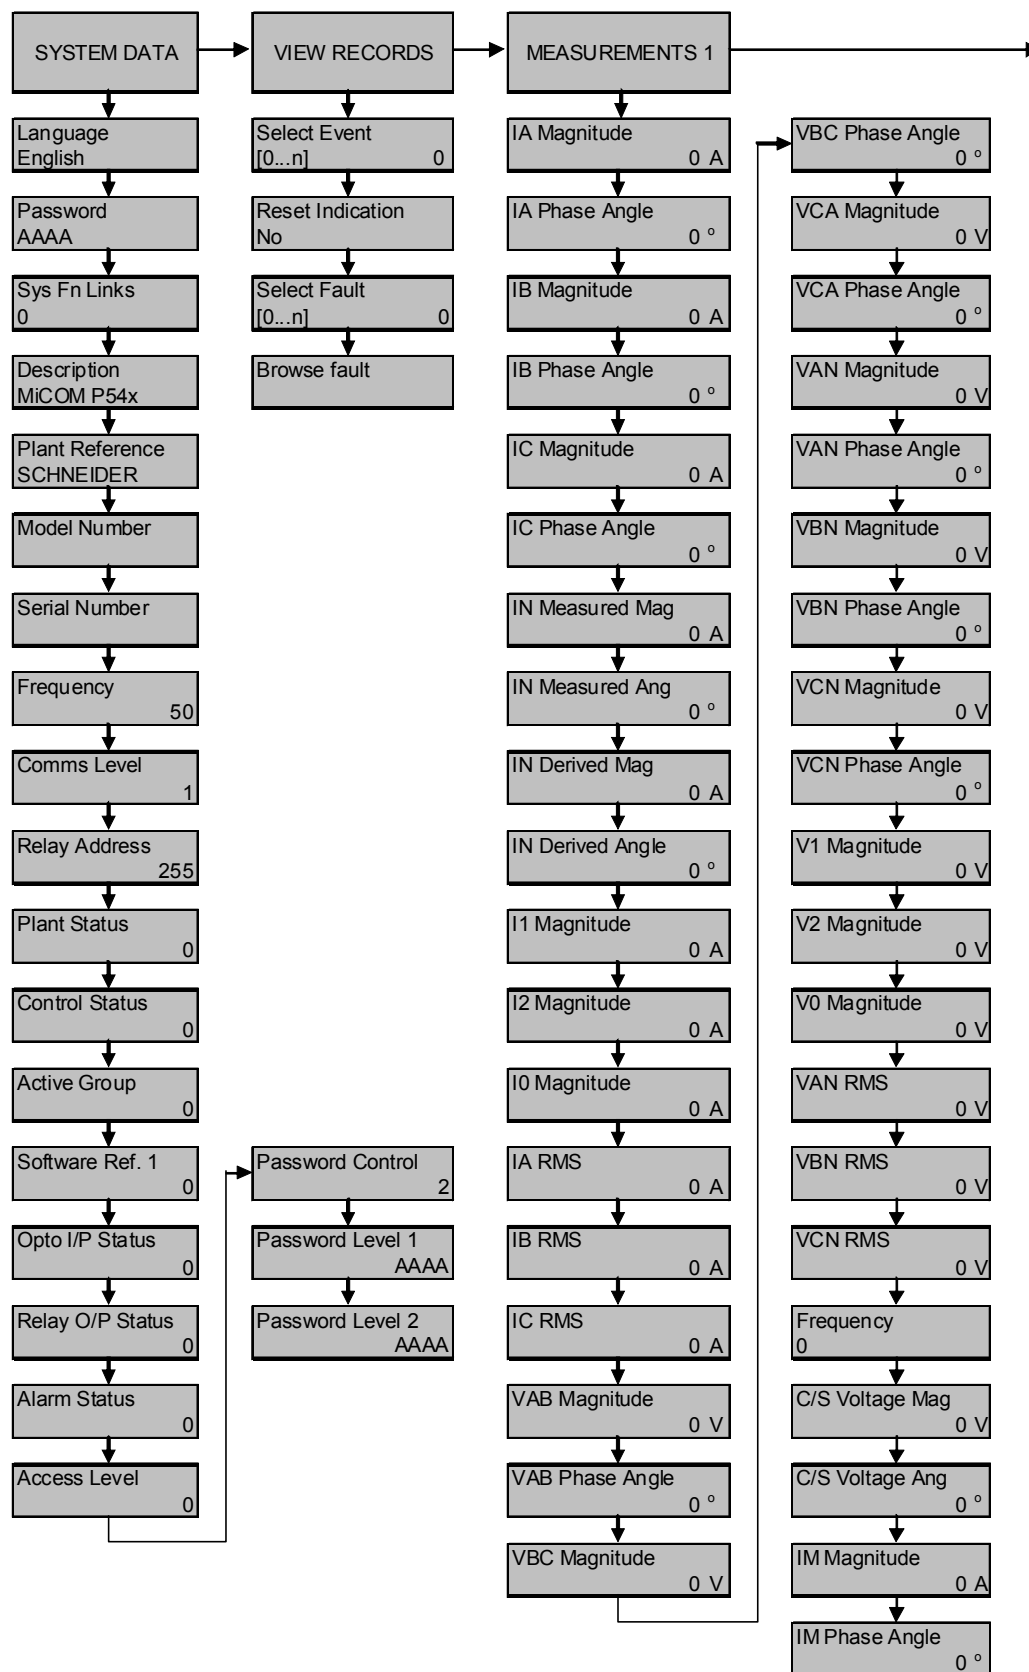 SYSTEM DATA
Language
English
Password
AAAA
Sys Fn Links
0
Description
MiCOM P54x
Plant Reference
SCHNEIDER
Model Number
Serial Number
Frequency
50
Comms Level
1
Relay Address
255
Plant Status
0
Control Status
0
Active Group
0
Software Ref. 1
0
Opto I/P Status
0
Relay O/P Status
0
Alarm Status
0
Access Level
0
VIEW RECORDS
Select Event
[0...n] 0
Reset Indication
No
Select Fault
[0...n] 0
Browse fault
Password Control
2
Password Level 1
AAAA
Password Level 2
AAAA
MEASUREMENTS 1
IA Magnitude
0 A
IA Phase Angle
0 º
IB Magnitude
0 A
IB Phase Angle
0 º
IC Magnitude
0 A
IC Phase Angle
0 º
IN Measured Mag
0 A
IN Measured Ang
0 º
IN Derived Mag
0 A
IN Derived Angle
0 º
I1 Magnitude
0 A
I2 Magnitude
0 A
I0 Magnitude
0 A
IA RMS
0 A
IB RMS
0 A
IC RMS
0 A
VAB Magnitude
0 V
VAB Phase Angle
0 º
VBC Magnitude
0 V
VBC Phase Angle
0 º
VCA Magnitude
0 V
VCA Phase Angle
0 º
VAN Magnitude
0 V
VAN Phase Angle
0 º
VBN Magnitude
0 V
VBN Phase Angle
0 º
VCN Magnitude
0 V
VCN Phase Angle
0 º
V1 Magnitude
0 V
V2 Magnitude
0 V
V0 Magnitude
0 V
VAN RMS
0 V
VBN RMS
0 V
VCN RMS
0 V
Frequency
0
C/S Voltage Mag
0 V
C/S Voltage Ang
0 º
IM Magnitude
0 A
IM Phase Angle
0 º